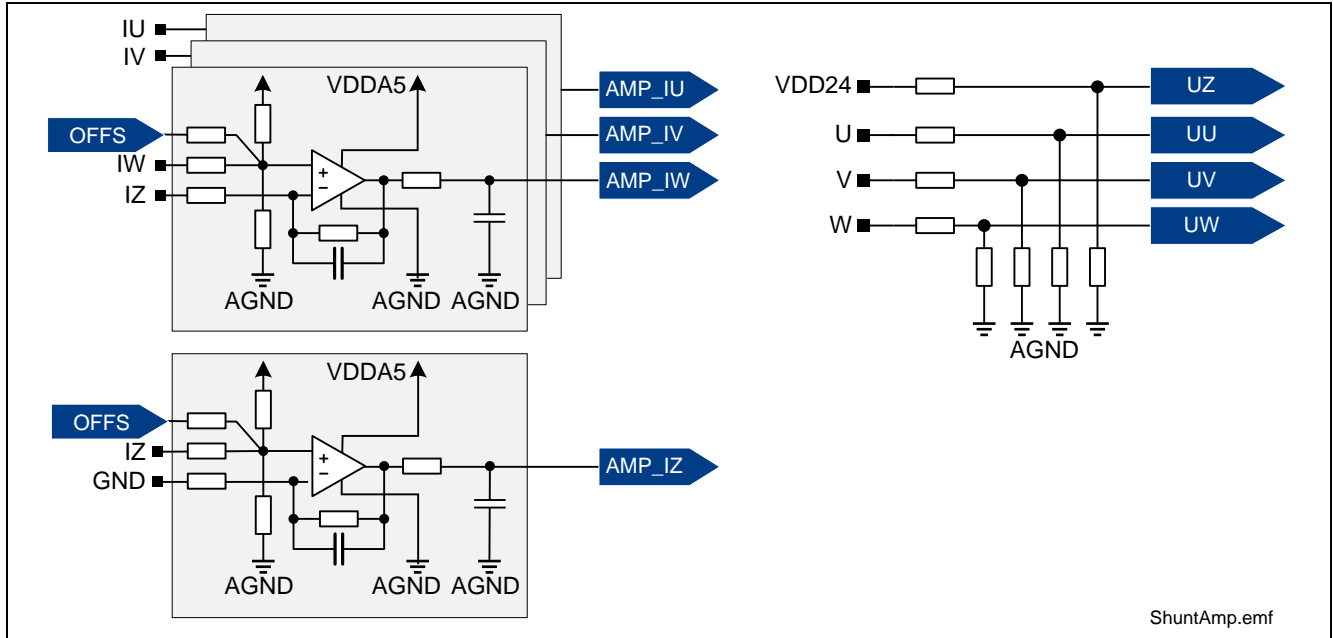 IU
IV
VDDA5
AMP_IU
OFFS
AMP_IV
IW
AMP_IW
IZ
+
−
AGND
AGND
AGND
VDDA5
OFFS
IZ
AMP_IZ
GND
+
−
AGND
AGND
AGND
VDD24
UZ
U
UU
V
UV
W
UW
AGND
ShuntAmp.emf